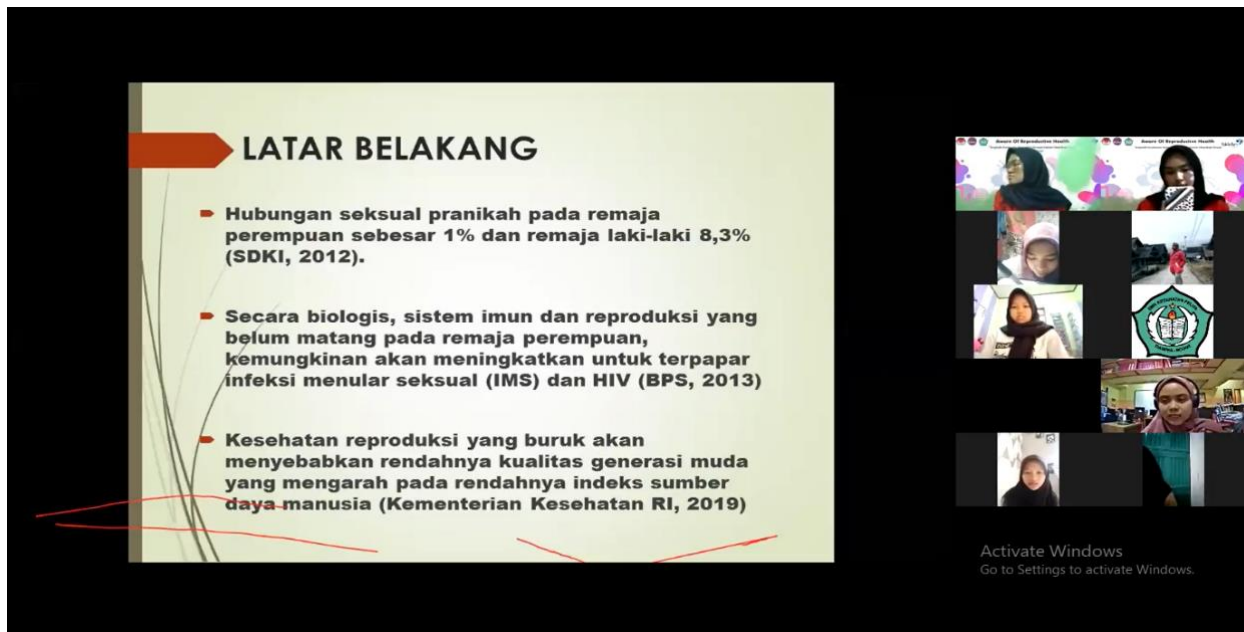 LATAR BELAKANG
Hubungan seksual pranikah pada remaja
perempuan sebesar 1% dan remaja laki-laki 8,3%
(SDKI, 2012).
Secara biologis, sistem imun dan reproduksi yang
belum matang pada remaja perempuan,
kemungkinan akan meningkatkan untuk terpapar
infeksi menular seksual (IMS) dan HIV (BPS, 2013)
Kesehatan reproduksi yang buruk akan
menyebabkan rendahnya kualitas generasi muda
yang mengarah pada rendahnya indeks sumber
daya manusia (Kementerian Kesehatan RI, 2019)
Aware Of Reproductive Health
Aware Of Reproductive Health
Activate Windows
Go to Settings to activate Windows.